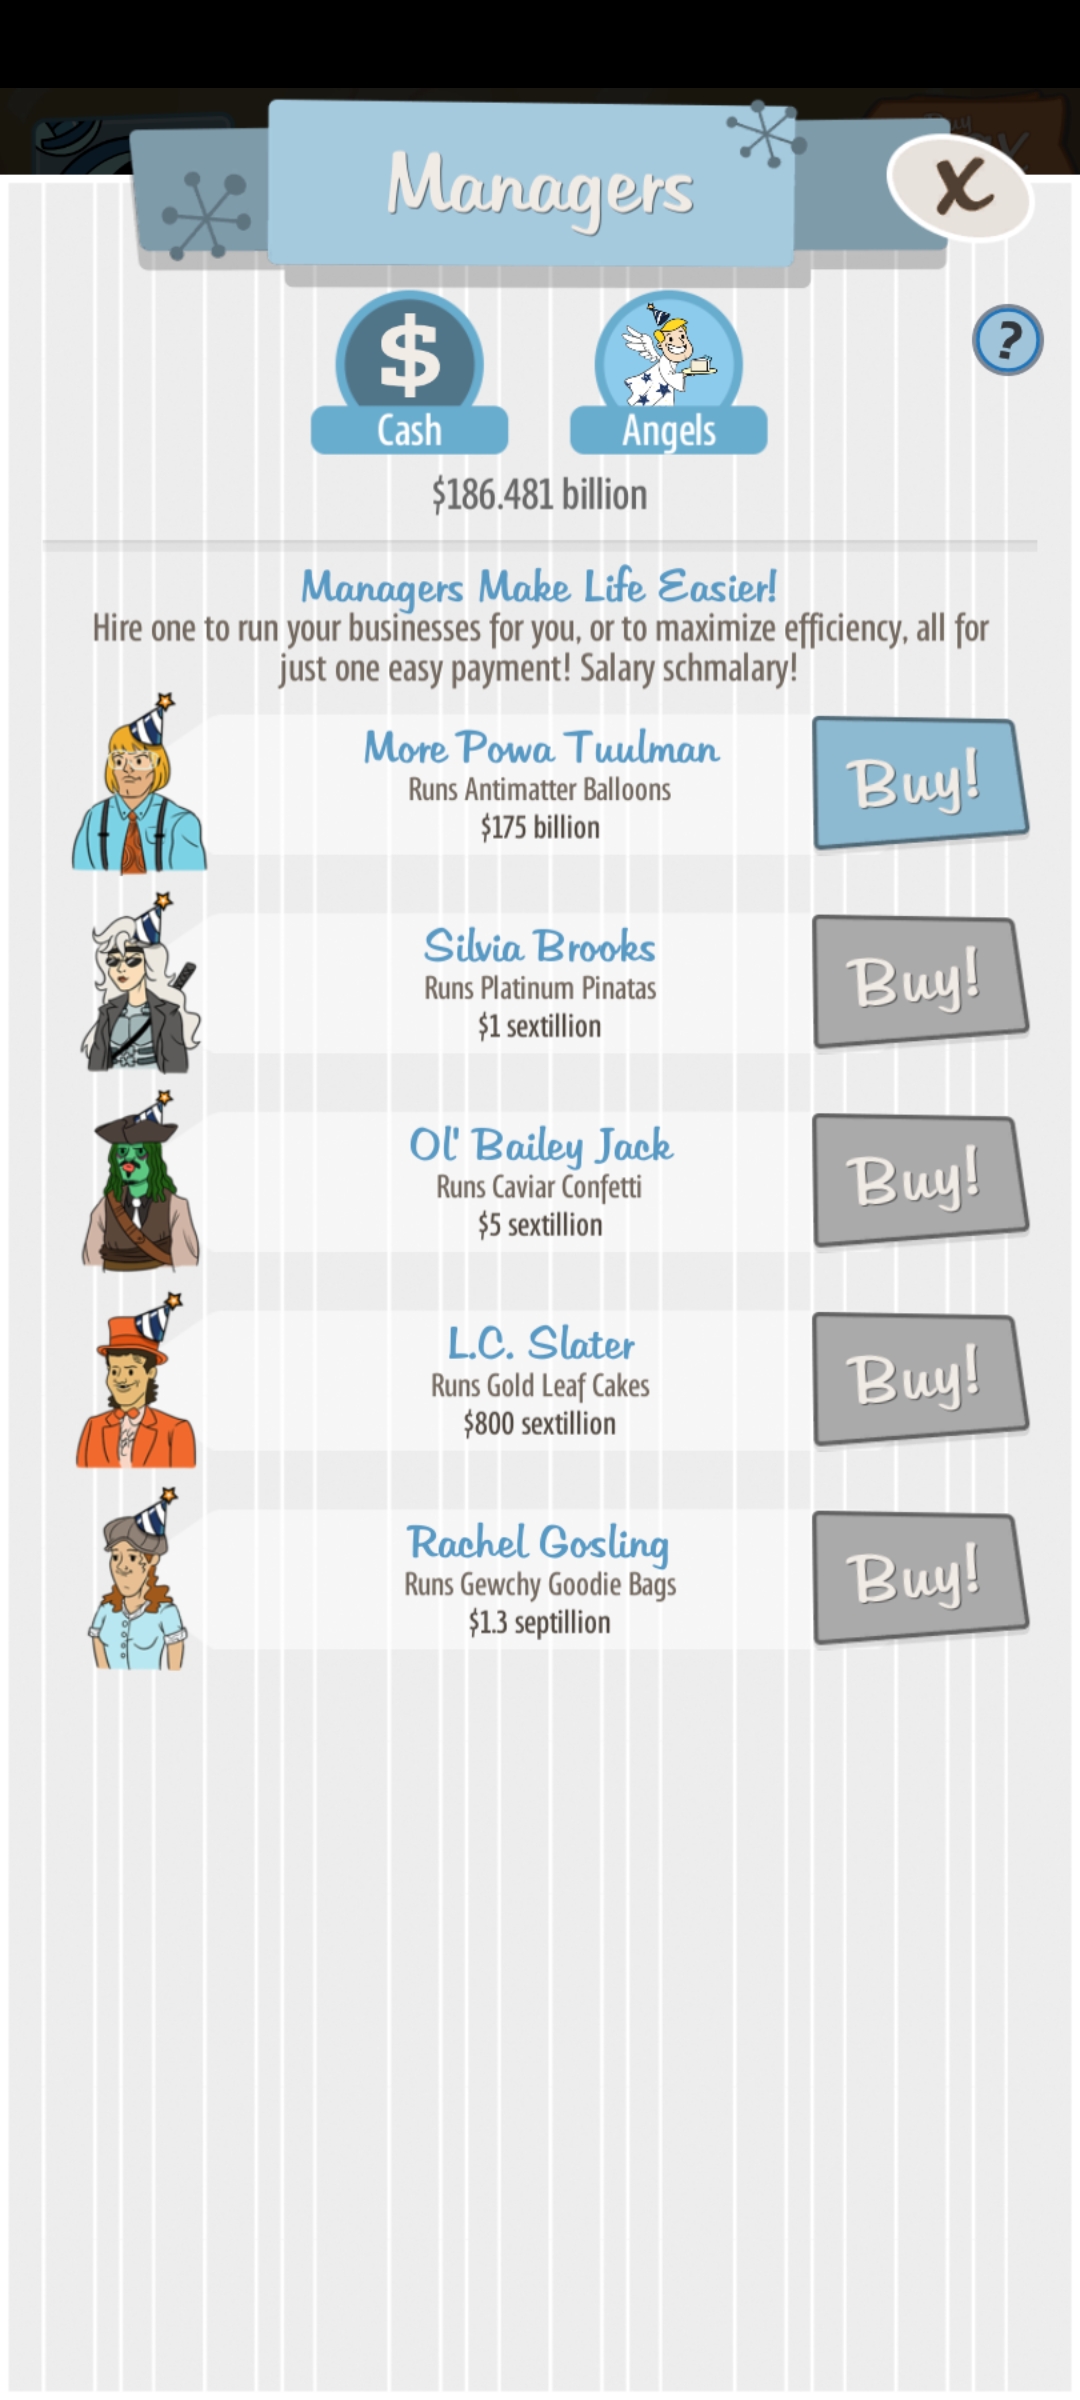 Managers
X
$
?
Cash
Angels
$186.481 billion
Managers Make Life Easier!
Hire one to run your businesses for you, or to maximize efficiency, all for
just one easy payment! Salary schmalary!
More Powa Tuulman
Runs Antimatter Balloons
$175 billion
Buy!
Silvia Brooks
Runs Platinum Pinatas
$1 sextillion
Buy!
Ol' Bailey Jack
Runs Caviar Confetti
$5 sextillion
Buy!
L.C. Slater
Runs Gold Leaf Cakes
$800 sextillion
Buy!
Rachel Gosling
Runs Gewchy Goodie Bags
$1.3 septillion
Buy!